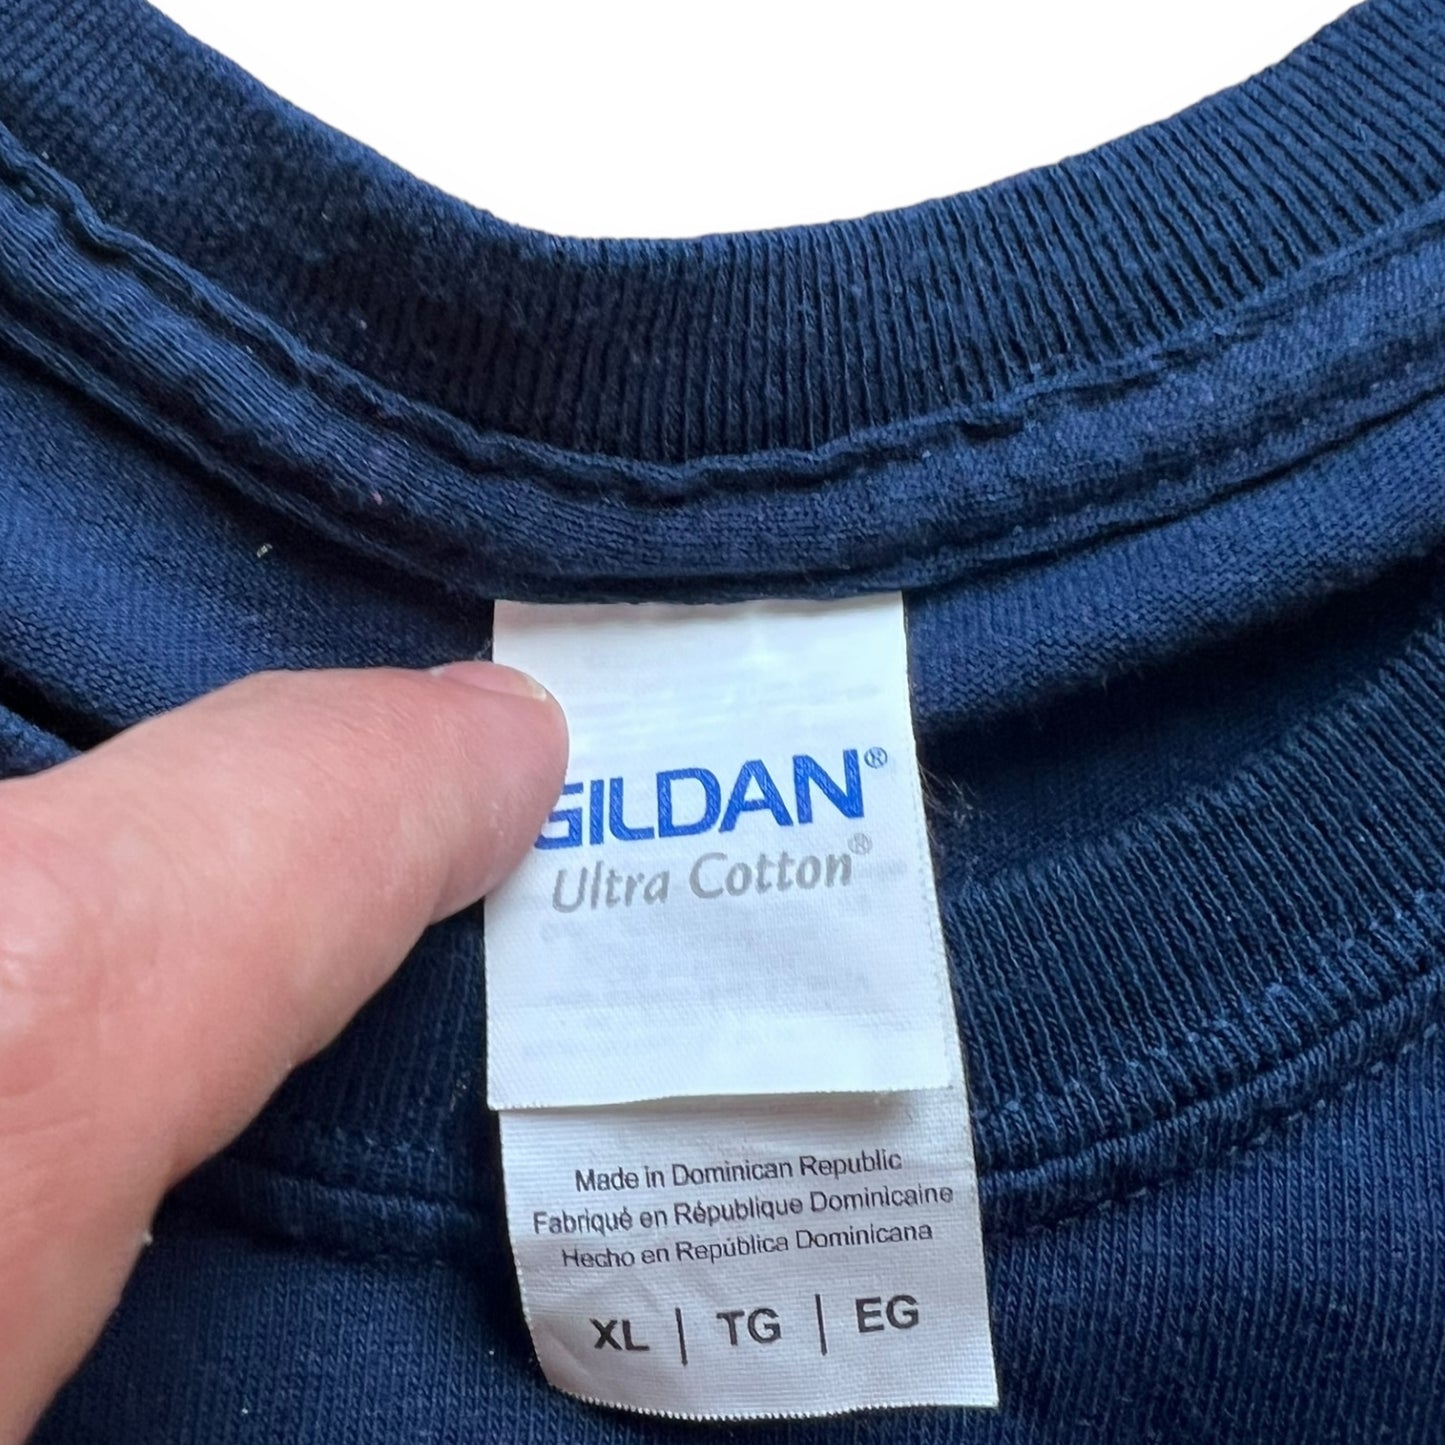 GILDAN®
Ultra Cotton®
Made in Dominican Republic
Fabriqué en République Dominicaine
Hecho en República Dominicana
XL | TG | EG